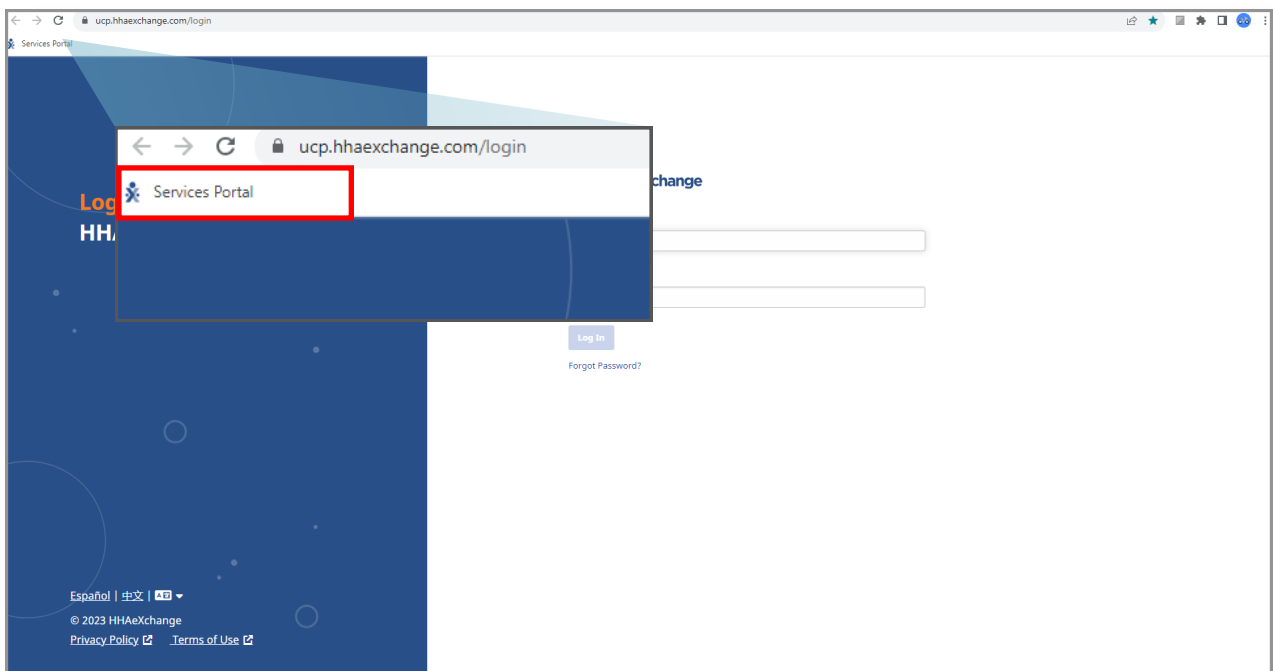 ucp.hhaexchange.com/login
Services Portal
ucp.hhaexchange.com/login
Services Portal
change
Log
HHA
Log In
Forgot Password?
Español | 中文 |
© 2023 HHAeXchange
Privacy Policy Terms of Use